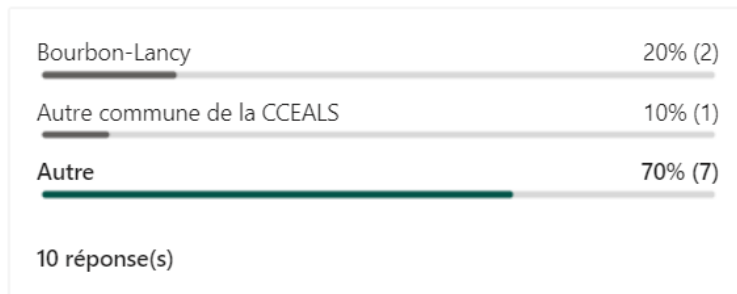 Bourbon-Lancy 20% (2)
Autre commune de la CCEALS 10% (1)
Autre 70% (7)
10 réponse(s)